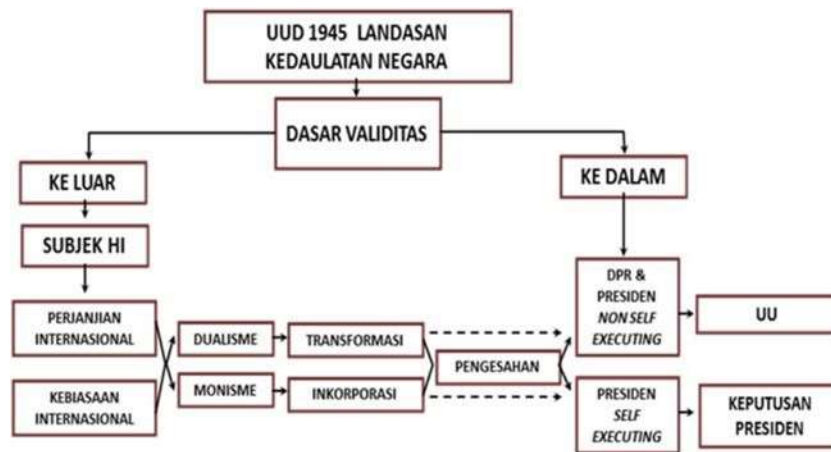 UUD 1945 LANDASAN
KEDAULATAN NEGARA
DASAR VALIDITAS
KE LUAR
KE DALAM
SUBJEK HI
PERJANJIAN
INTERNASIONAL
KEBIASAAN
INTERNASIONAL
DUALISME
MONISME
TRANSFORMASI
INKORPORASI
PENGESAHAN
DPR &
PRESIDEN
NON SELF
EXECUTING
UU
PRESIDEN
SELF
EXECUTING
KEPUTUSAN
PRESIDEN